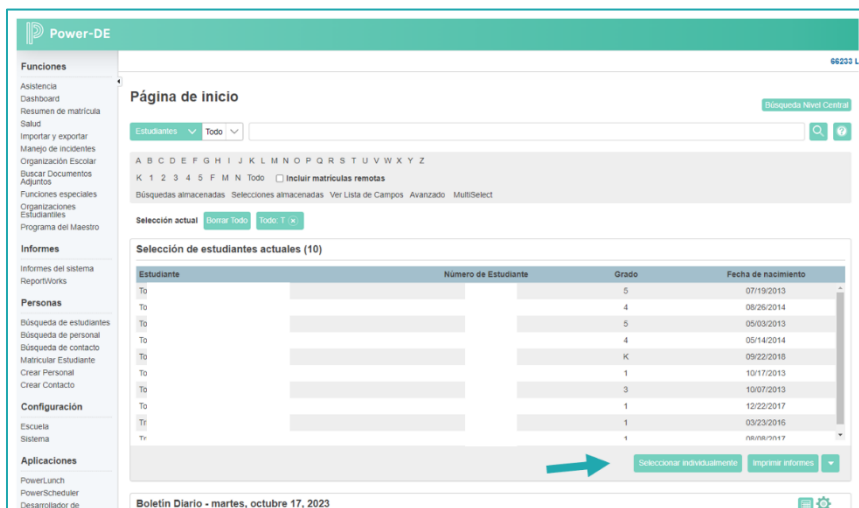 Power-DE
66233 L
Funciones
Asistencia
Dashboard
Resumen de matrícula
Salud
Importar y exportar
Manejo de incidentes
Organización Escolar
Buscar Documentos
Adjuntos
Funciones especiales
Organizaciones
Estudiantiles
Programa del Maestro
Informes
Informes del sistema
ReportWorks
Personas
Búsqueda de estudiantes
Búsqueda de personal
Búsqueda de contacto
Matricular Estudiante
Crear Personal
Crear Contacto
Configuración
Escuela
Sistema
Aplicaciones
PowerLunch
PowerScheduler
Desarrollador de
Página de inicio
Búsqueda Nivel Central
Estudiantes Todo
A B C D E F G H I J K L M N O P Q R S T U V W X Y Z
K 1 2 3 4 5 F M N Todo Incluir matrículas remotas
Búsquedas almacenadas Selecciones almacenadas Ver Lista de Campos Avanzado MultiSelect
Selección actual Borrar Todo Todo: T
Selección de estudiantes actuales (10)
Estudiante Número de Estudiante Grado Fecha de nacimiento
To 5 07/19/2013
To 4 08/26/2014
To 5 05/03/2013
To 4 05/14/2014
To K 09/22/2018
To 1 10/17/2013
To 3 10/07/2013
To 1 12/22/2017
Tr 1 03/23/2016
Tr 1 08/08/2017
Seleccionar individualmente Imprimir informes
Boletín Diario - martes, octubre 17, 2023